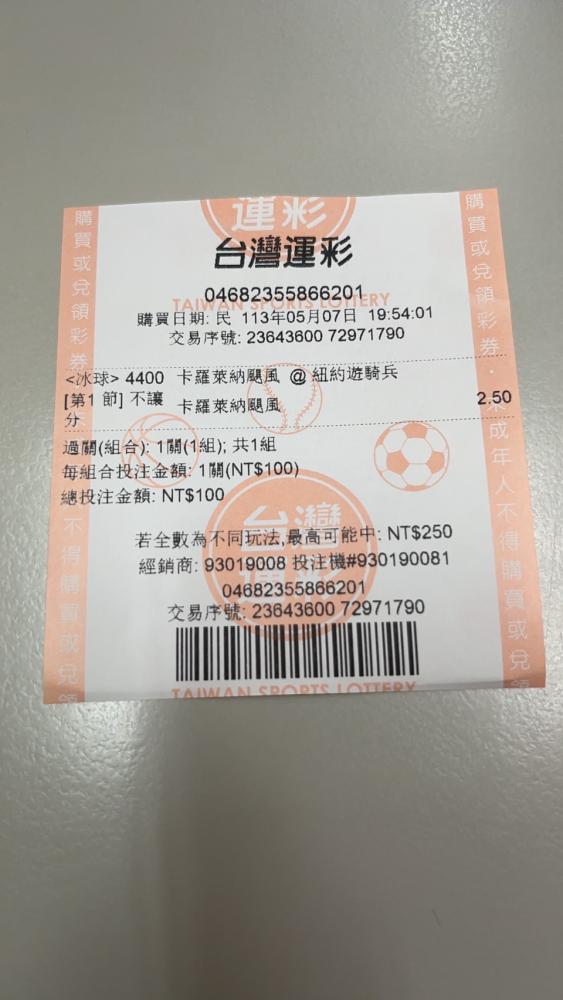 運彩
台灣運彩
04682355866201
TAIWAN SPORTS LOTTERY
購買日期: 民 113年05月07日 19:54:01
交易序號: 23643600 72971790
<冰球> 4400 卡羅萊納颶風 @ 紐約遊騎兵
[第1 節] 不讓分 卡羅萊納颶風 2.50
過關(組合): 1關(1組); 共1組
每組合投注金額: 1關(NT$100)
總投注金額: NT$100
若全數為不同玩法,最高可能中: NT$250
經銷商: 93019008 投注機#930190081
04682355866201
交易序號: 23643600 72971790
TAIWAN SPORTS LOTTERY
台灣
運彩
購買或兌領彩券
不得購買或兌領
購買或兌領彩券·未成年人不得購買或兌領